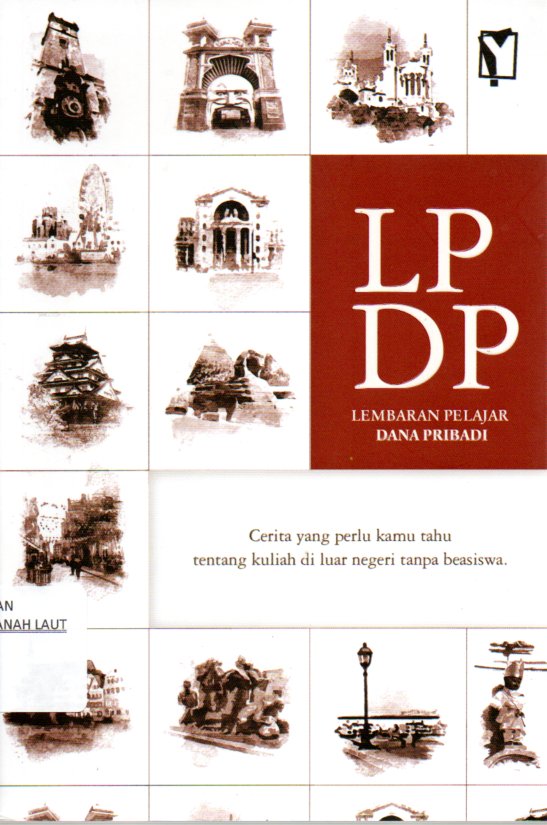 LP
DP
LEMBARAN PELAJAR
DANA PRIBADI
Cerita yang perlu kamu tahu
tentang kuliah di luar negeri tanpa beasiswa.
AN
ANAH LAUT